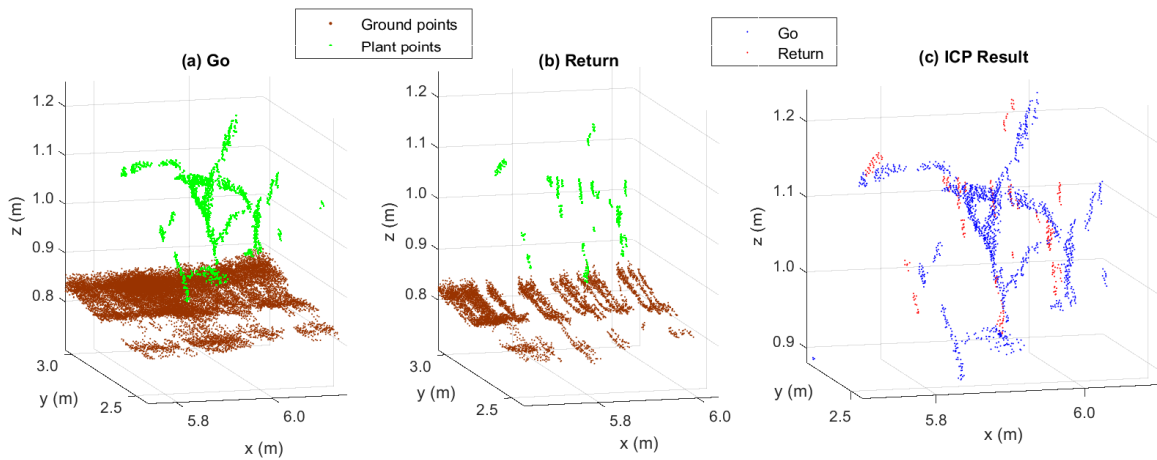 Ground points
Plant points
Go
Return
(a) Go
(b) Return
(c) ICP Result
1.2
1.1
1.0
0.9
0.8
z (m)
3.0
2.5
y (m)
5.8
6.0
x (m)
1.2
1.1
1.0
0.9
0.8
z (m)
3.0
2.5
y (m)
5.8
6.0
x (m)
1.2
1.1
1.0
0.9
z (m)
2.5
y (m)
5.8
6.0
x (m)